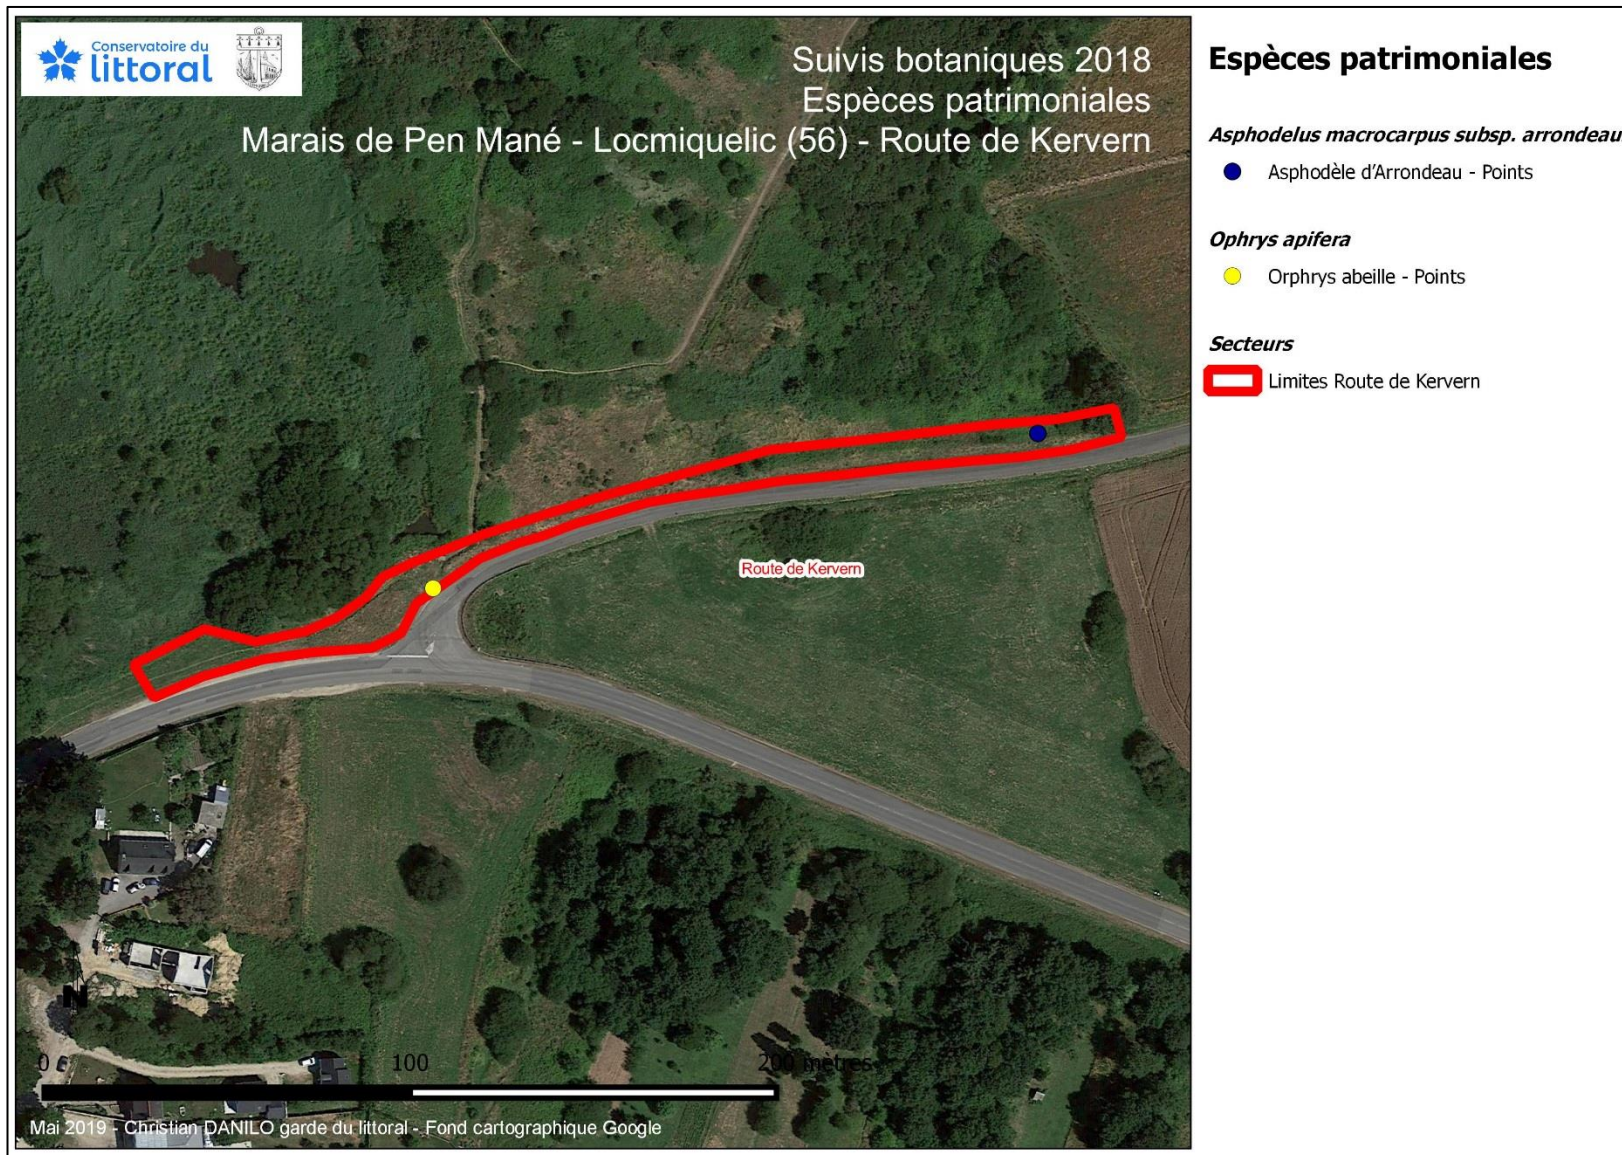 Conservatoire du
littoral
Suivis botaniques 2018
Espèces patrimoniales
Marais de Pen Mané - Locmiquelic (56) - Route de Kervern
Route de Kervern
N
0 100 200 mètres
Mai 2019 - Christian DANILO garde du littoral - Fond cartographique Google
Espèces patrimoniales
Asphodelus macrocarpus subsp. arrondeau
Asphodèle d'Arrondeau - Points
Ophrys apifera
Orphrys abeille - Points
Secteurs
Limites Route de Kervern